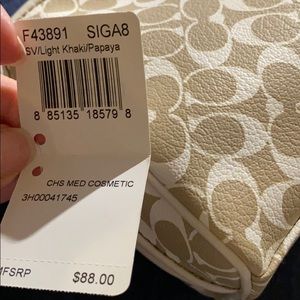 F43891 SIGA8
SV/Light Khaki/Papaya
8 85135 18579 8
CHS MED COSMETIC
3H00041745
MFSRP $88.00